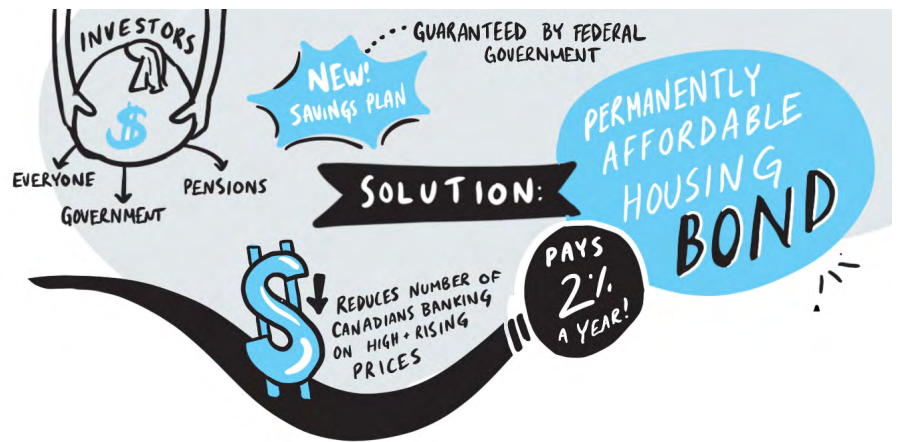 INVESTORS
$
EVERYONE
GOVERNMENT
PENSIONS
NEW!
SAVINGS PLAN
GUARANTEED BY FEDERAL
GOVERNMENT
SOLUTION:
PERMANENTLY
AFFORDABLE
HOUSING
BOND
PAYS
2%
A YEAR!
$
REDUCES NUMBER OF
CANADIANS BANKING
ON HIGH + RISING
PRICES